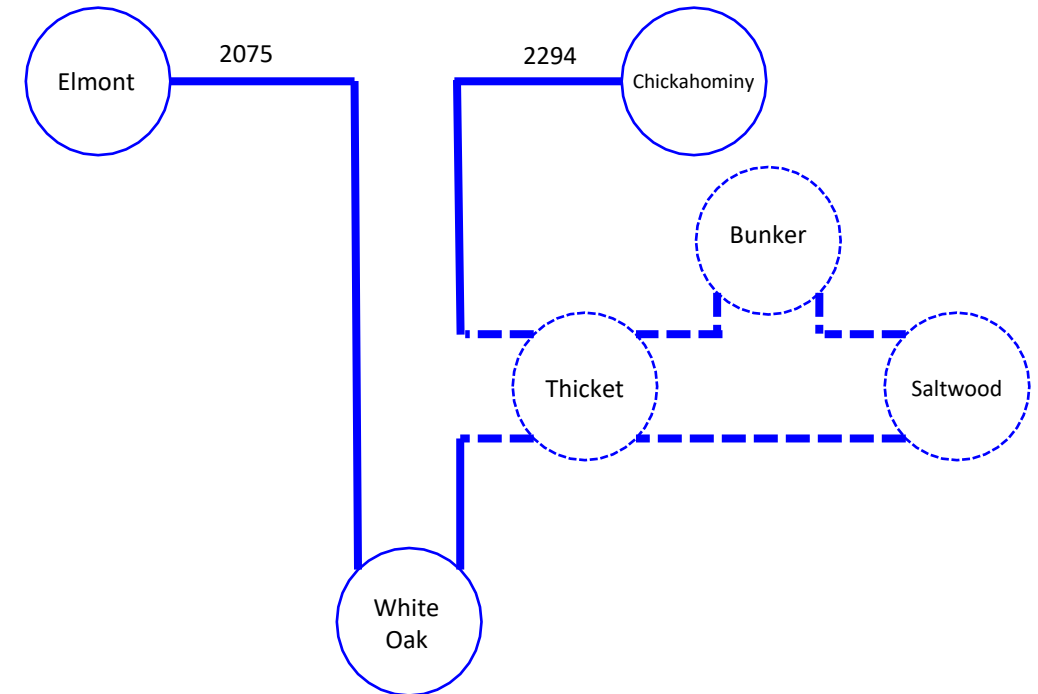 2075
2294
Elmont
Chickahominy
Bunker
Thicket
Saltwood
White
Oak